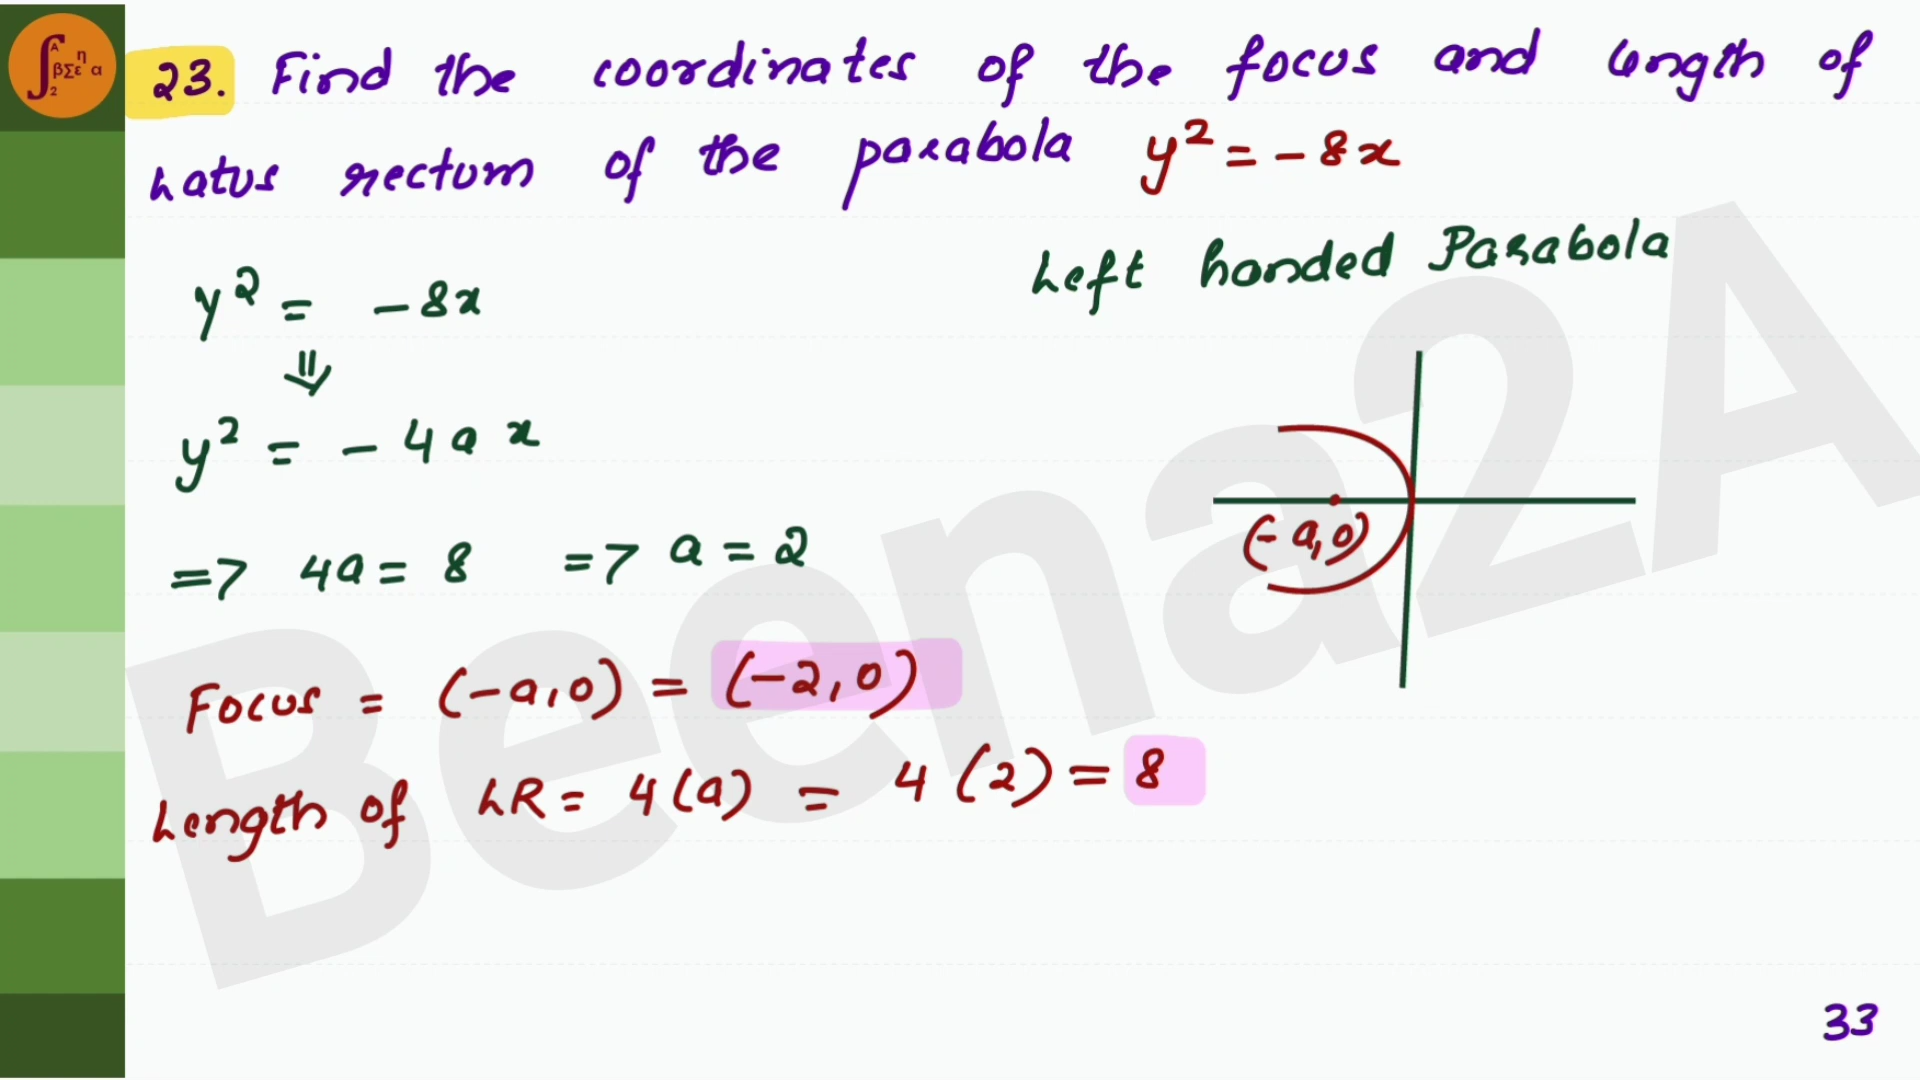 23. Find the coordinates of the focus and length of
Latus rectum of the parabola y² = -8x
Left handed Parabola
y² = -8x
⇓
y² = -4ax
=> 4a = 8 => a = 2
(-a,0)
Focus = (-a,0) = (-2,0)
Length of LR = 4(a) = 4(2) = 8
33
Beena2A